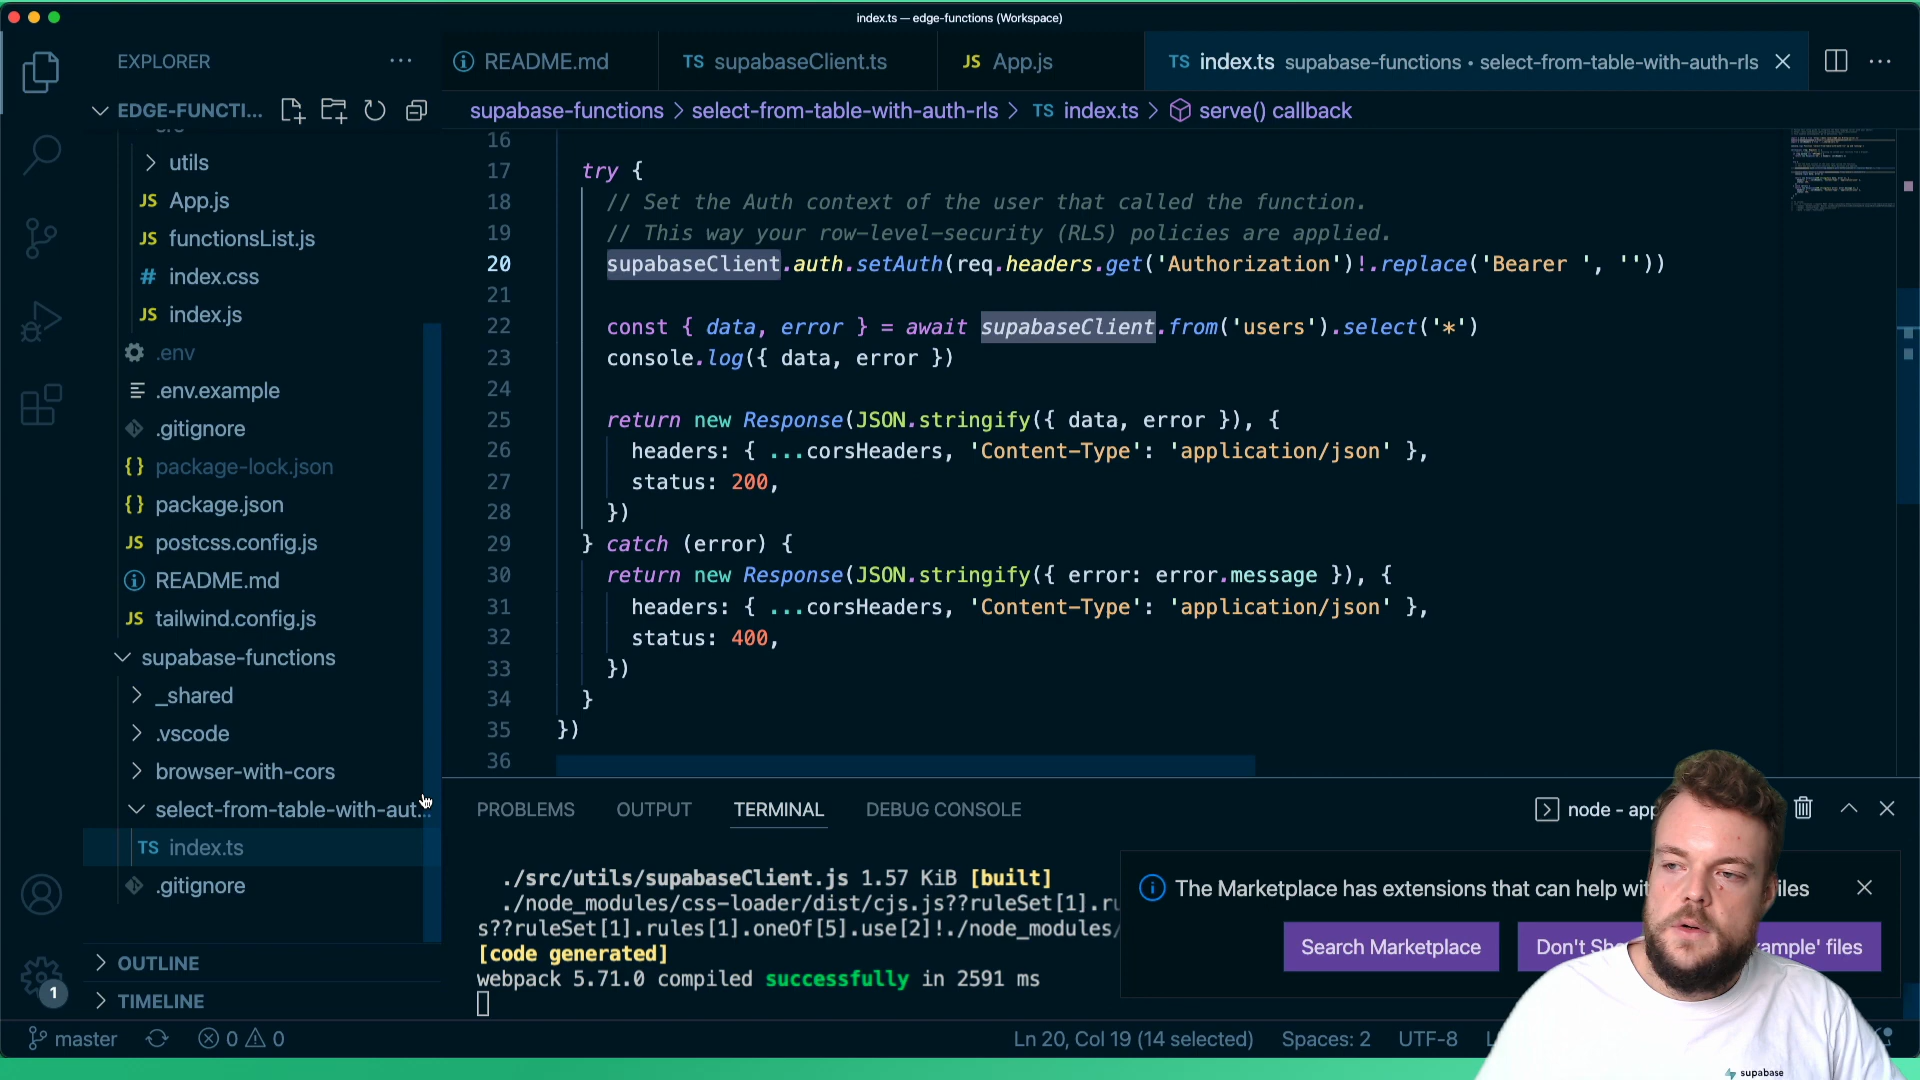 index.ts — edge-functions (Workspace)
EXPLORER ···
README.md
TS supabaseClient.ts
JS App.js
TS index.ts supabase-functions • select-from-table-with-auth-rls
EDGE-FUNCTI...
supabase-functions > select-from-table-with-auth-rls > TS index.ts > serve() callback
utils
JS App.js
JS functionsList.js
# index.css
JS index.js
.env
.env.example
.gitignore
{} package-lock.json
{} package.json
JS postcss.config.js
README.md
JS tailwind.config.js
supabase-functions
_shared
.vscode
browser-with-cors
select-from-table-with-aut...
TS index.ts
.gitignore
OUTLINE
TIMELINE
16
17 try {
18 // Set the Auth context of the user that called the function.
19 // This way your row-level-security (RLS) policies are applied.
20 supabaseClient.auth.setAuth(req.headers.get('Authorization')!.replace('Bearer ', ''))
21
22 const { data, error } = await supabaseClient.from('users').select('*')
23 console.log({ data, error })
24
25 return new Response(JSON.stringify({ data, error }), {
26 headers: { ...corsHeaders, 'Content-Type': 'application/json' },
27 status: 200,
28 })
29 } catch (error) {
30 return new Response(JSON.stringify({ error: error.message }), {
31 headers: { ...corsHeaders, 'Content-Type': 'application/json' },
32 status: 400,
33 })
34 }
35 })
36
PROBLEMS OUTPUT TERMINAL DEBUG CONSOLE
node - app
./src/utils/supabaseClient.js 1.57 KiB [built]
./node_modules/css-loader/dist/cjs.js??ruleSet[1].ru
s??ruleSet[1].rules[1].oneOf[5].use[2]!./node_modules/
[code generated]
webpack 5.71.0 compiled successfully in 2591 ms
The Marketplace has extensions that can help wit iles
Search Marketplace
Don't Sh xample' files
1
master
0 0
Ln 20, Col 19 (14 selected) Spaces: 2 UTF-8 L
supabase